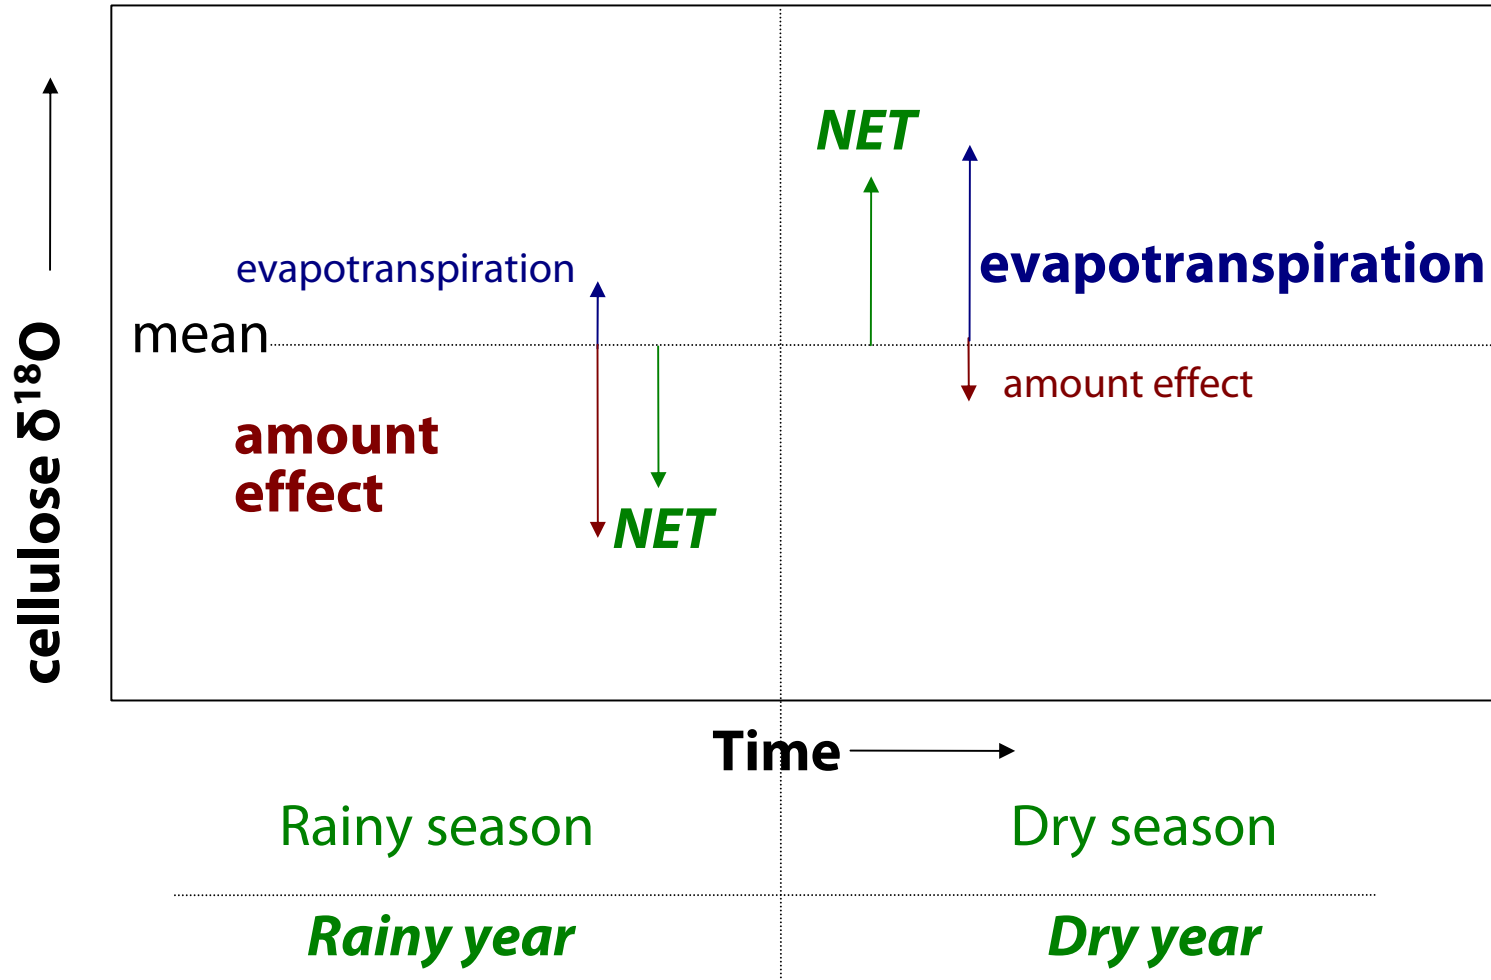 NET
evapotranspiration
evapotranspiration
mean
amount effect
amount
effect
NET
cellulose δ¹⁸O
Time
Rainy season
Dry season
Rainy year
Dry year